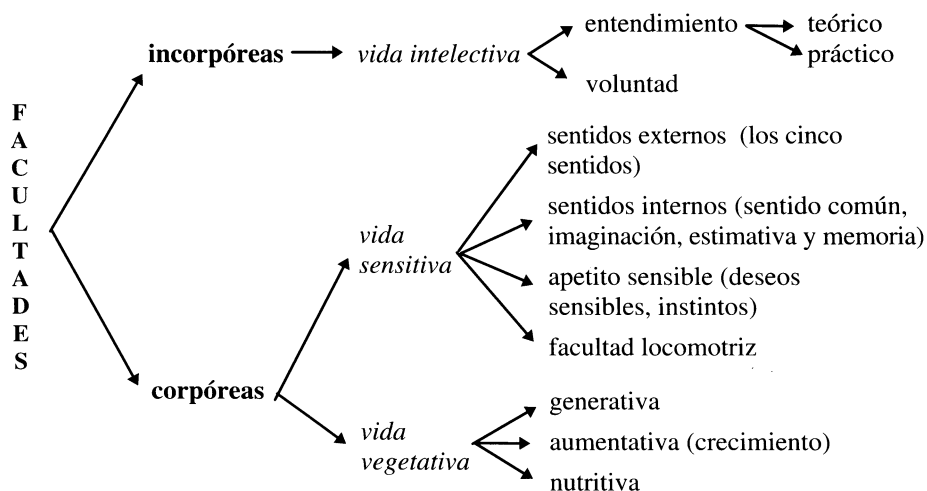 FACULTADES
incorpóreas
vida intelectiva
entendimiento
teórico
práctico
voluntad
corpóreas
vida
sensitiva
sentidos externos (los cinco
sentidos)
sentidos internos (sentido común,
imaginación, estimativa y memoria)
apetito sensible (deseos
sensibles, instintos)
facultad locomotriz
vida
vegetativa
generativa
aumentativa (crecimiento)
nutritiva